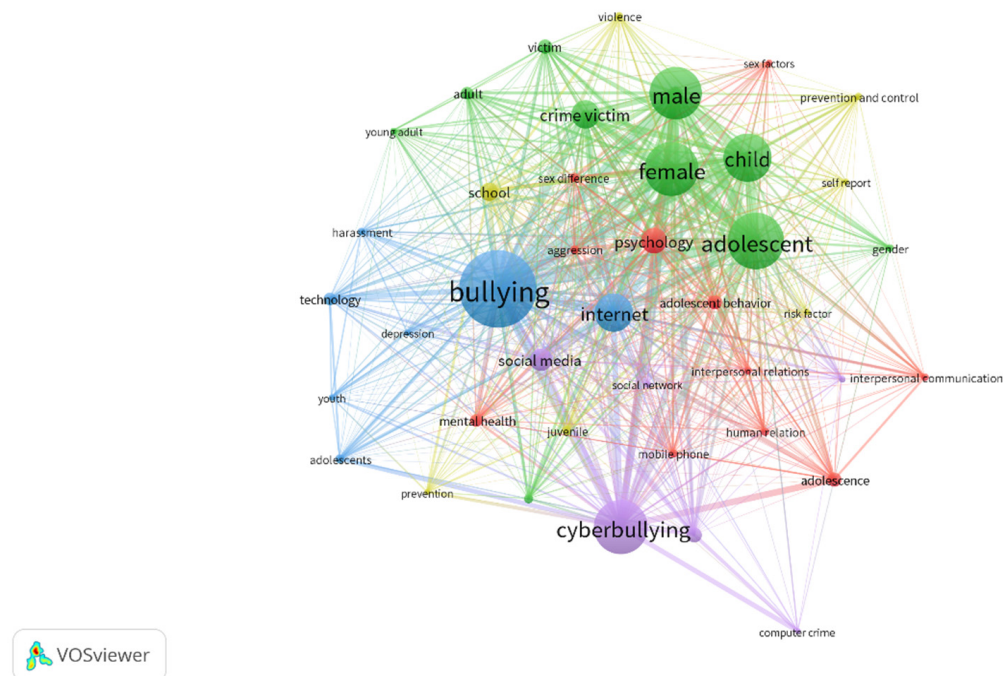 violence
victim
sex factors
adult
male
prevention and control
crime victim
young adult
child
female
sex difference
self report
school
harassment
psychology
adolescent
aggression
gender
bullying
technology
adolescent behavior
internet
risk factor
depression
social media
interpersonal relations
social network
interpersonal communication
youth
mental health
juvenile
human relation
mobile phone
adolescents
adolescence
prevention
cyberbullying
computer crime
VOSviewer